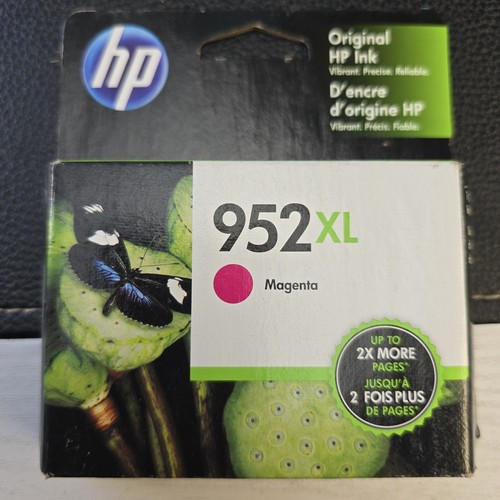 hp
Original
HP Ink
Vibrant. Precise. Reliable.
D'encre
d'origine HP
Vibrant. Précis. Fiable.
952XL
Magenta
UP TO
2X MORE
PAGES*
JUSQU'À
2 FOIS PLUS
DE PAGES*